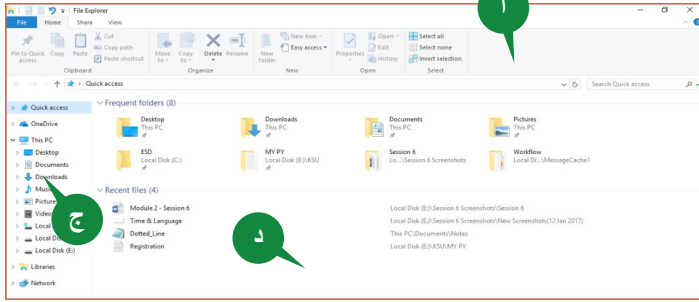 File Explorer
File Home Share View
Pin to Quick access
Copy
Paste
Cut
Copy path
Paste shortcut
Clipboard
Move to
Copy to
Delete
Rename
Organize
New folder
New item
Easy access
New
Properties
Open
Edit
History
Open
Select all
Select none
Invert selection
Select
Quick access
Search Quick access
Quick access
OneDrive
This PC
Desktop
Documents
Downloads
Music
Local Disk (E:)
Libraries
Network
Frequent folders (8)
Desktop
This PC
Downloads
This PC
Documents
This PC
Pictures
This PC
ESD
Local Disk (C:)
MY PY
Local Disk (E:)\KSU
Session 6
Lo...\Session 6 Screenshots
Workflow
Local Di...\MessageCache1
Recent files (4)
Module 2 - Session 6 Local Disk (E:)\Session 6 Screenshots\Session 6
Time & Language Local Disk (E:)\Session 6 Screenshots\New Screenshots(12 Jan 2017)
Dotted_Line This PC\Documents\Notes
Registration Local Disk (E:)\KSU\MY PY
أ
ج
د